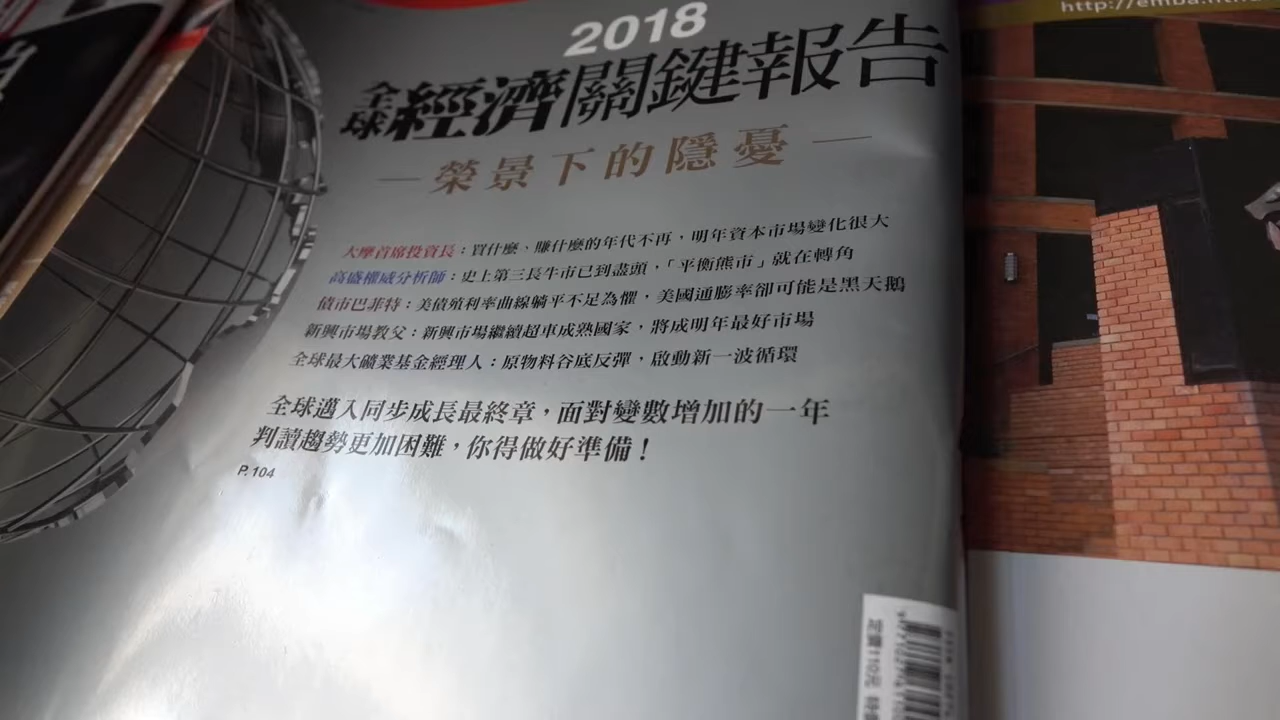 http://emba.
2018
全球經濟關鍵報告
榮景下的隱憂
大摩首席投資長：買什麼、賺什麼的年代不再，明年資本市場變化很大
高盛權威分析師：史上第三長牛市已到盡頭，「平衡熊市」就在轉角
債市巴菲特：美債殖利率曲線躺平不足為懼，美國通膨率卻可能是黑天鵝
新興市場教父：新興市場繼續超車成熟國家，將成明年最好市場
全球最大礦業基金經理人：原物料谷底反彈，啟動新一波循環
全球邁入同步成長最終章，面對變數增加的一年
判讀趨勢更加困難，你得做好準備！
P. 104
定價110元